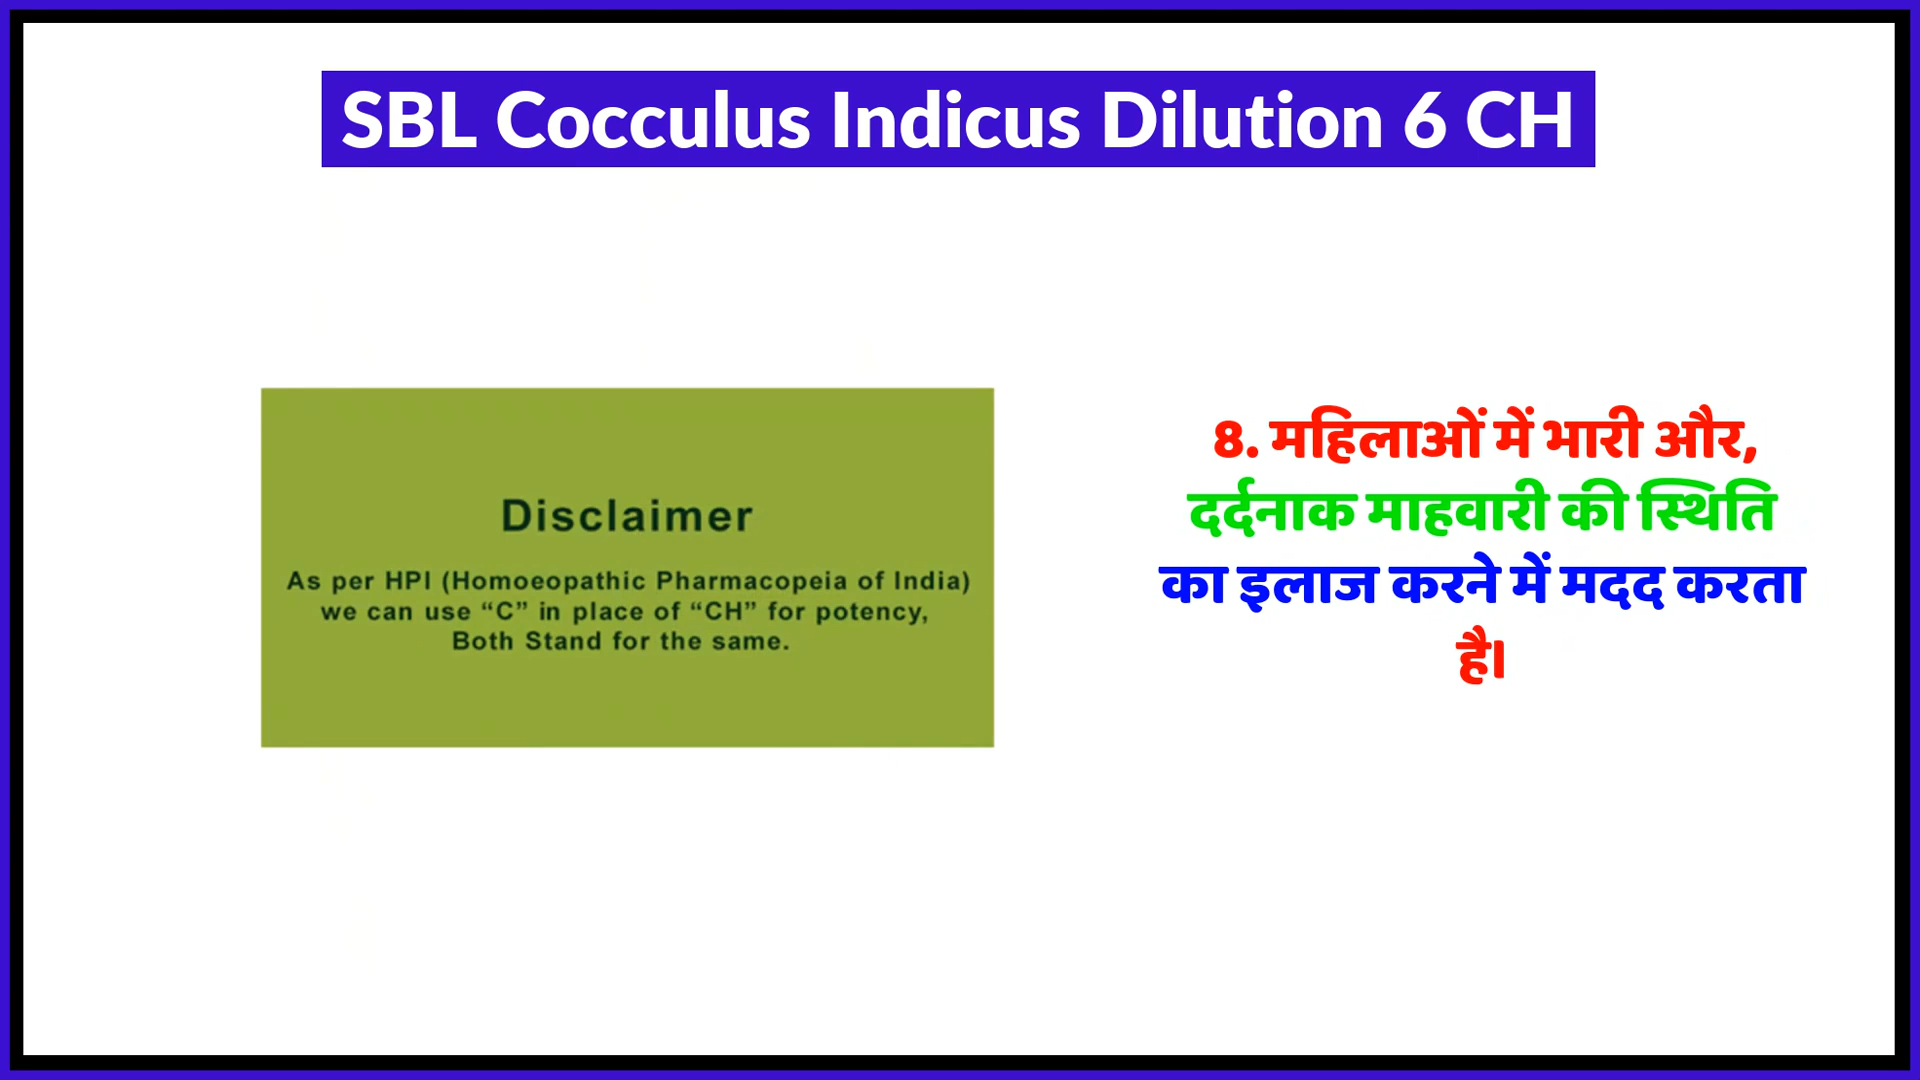 SBL Cocculus Indicus Dilution 6 CH
Disclaimer
As per HPI (Homoeopathic Pharmacopeia of India)
we can use “C” in place of “CH” for potency,
Both Stand for the same.
8. महिलाओं में भारी और,
दर्दनाक माहवारी की स्थिति
का इलाज करने में मदद करता
है।